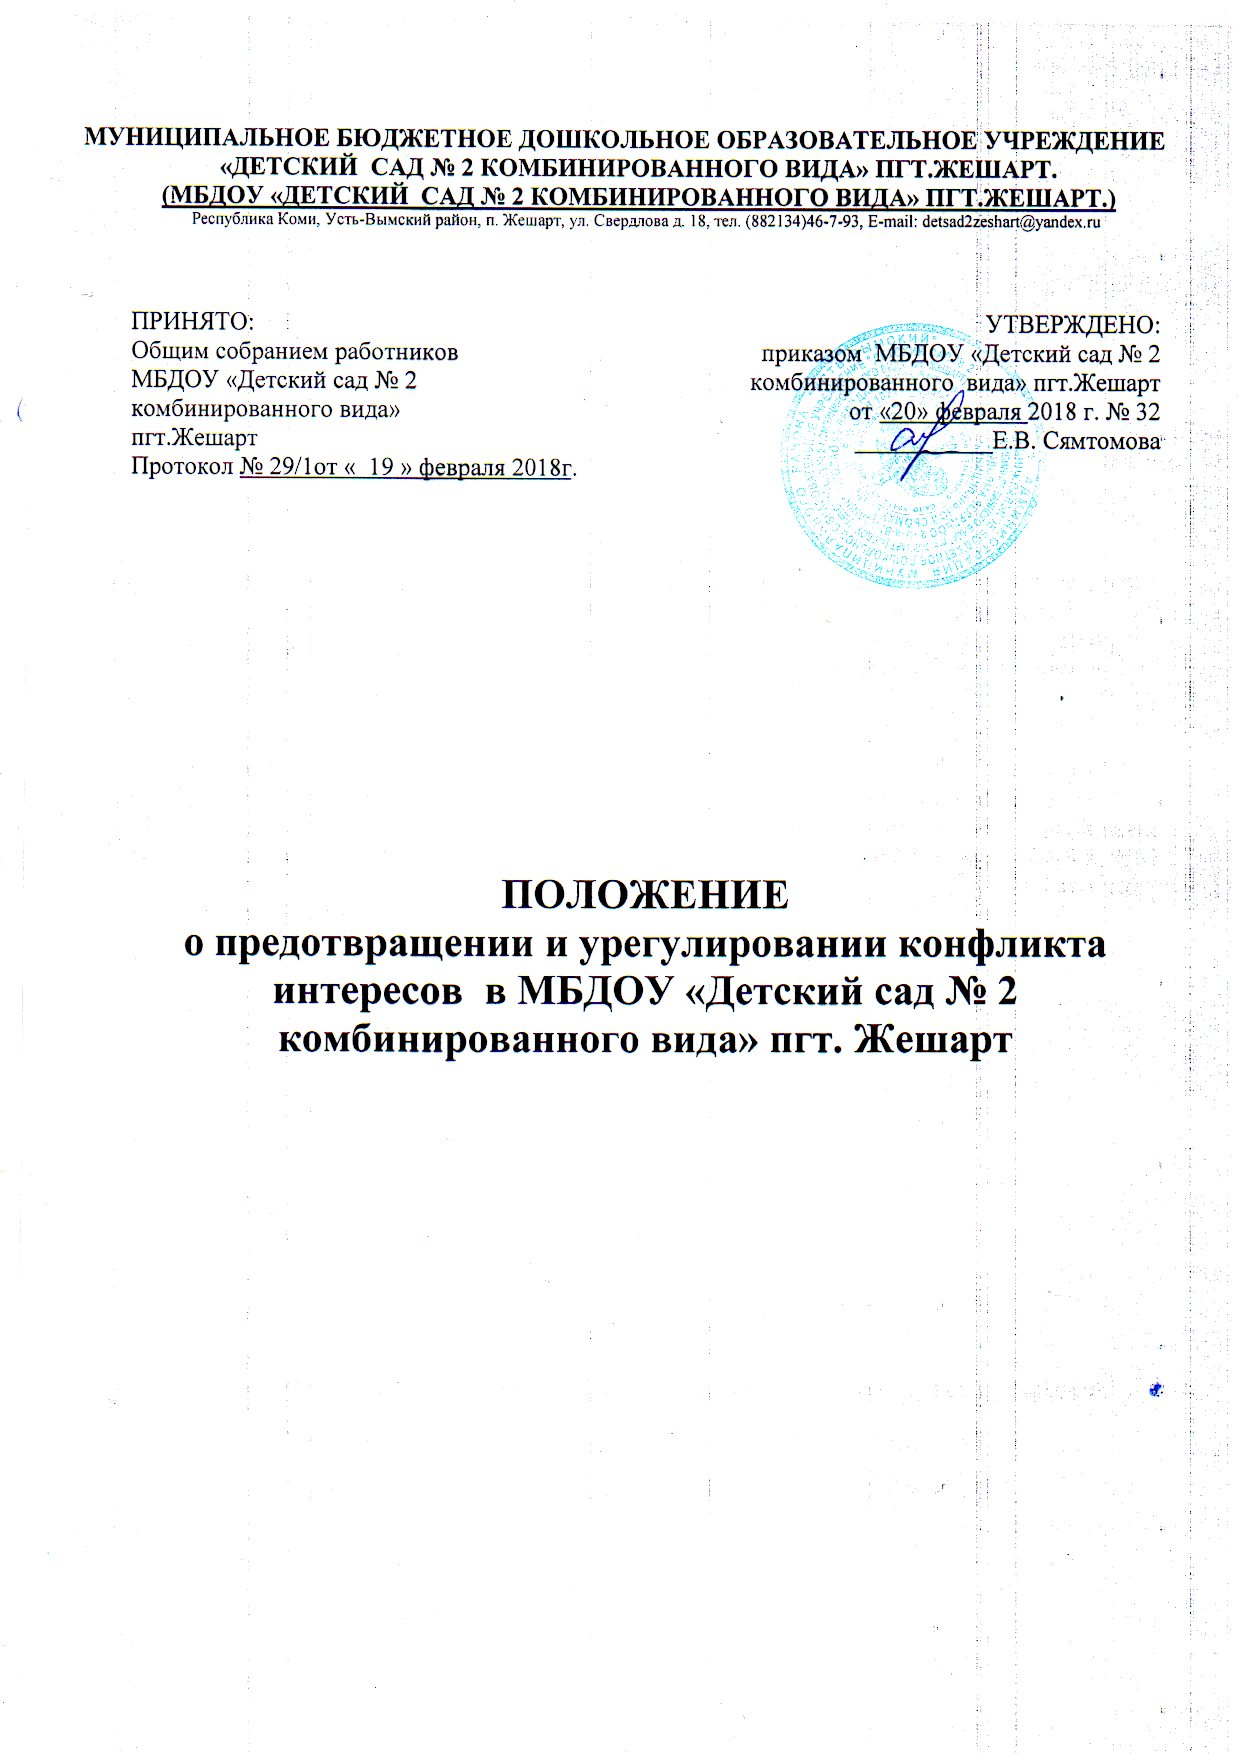 МУНИЦИПАЛЬНОЕ БЮДЖЕТНОЕ ДОШКОЛЬНОЕ ОБРАЗОВАТЕЛЬНОЕ УЧРЕЖДЕНИЕ
«ДЕТСКИЙ САД № 2 КОМБИНИРОВАННОГО ВИДА» ПГТ.ЖЕШАРТ.
(МБДОУ «ДЕТСКИЙ САД № 2 КОМБИНИРОВАННОГО ВИДА» ПГТ.ЖЕШАРТ.)
Республика Коми, Усть-Вымский район, п. Жешарт, ул. Свердлова д. 18, тел. (882134)46-7-93, E-mail: detsad2zeshart@yandex.ru
ПРИНЯТО:
Общим собранием работников
МБДОУ «Детский сад № 2
комбинированного вида»
пгт.Жешарт
Протокол № 29/1от « 19 » февраля 2018г.
УТВЕРЖДЕНО:
приказом МБДОУ «Детский сад № 2
комбинированного вида» пгт.Жешарт
от «20» февраля 2018 г. № 32
Е.В. Сямтомова
ПОЛОЖЕНИЕ
о предотвращении и урегулировании конфликта
интересов в МБДОУ «Детский сад № 2
комбинированного вида» пгт. Жешарт